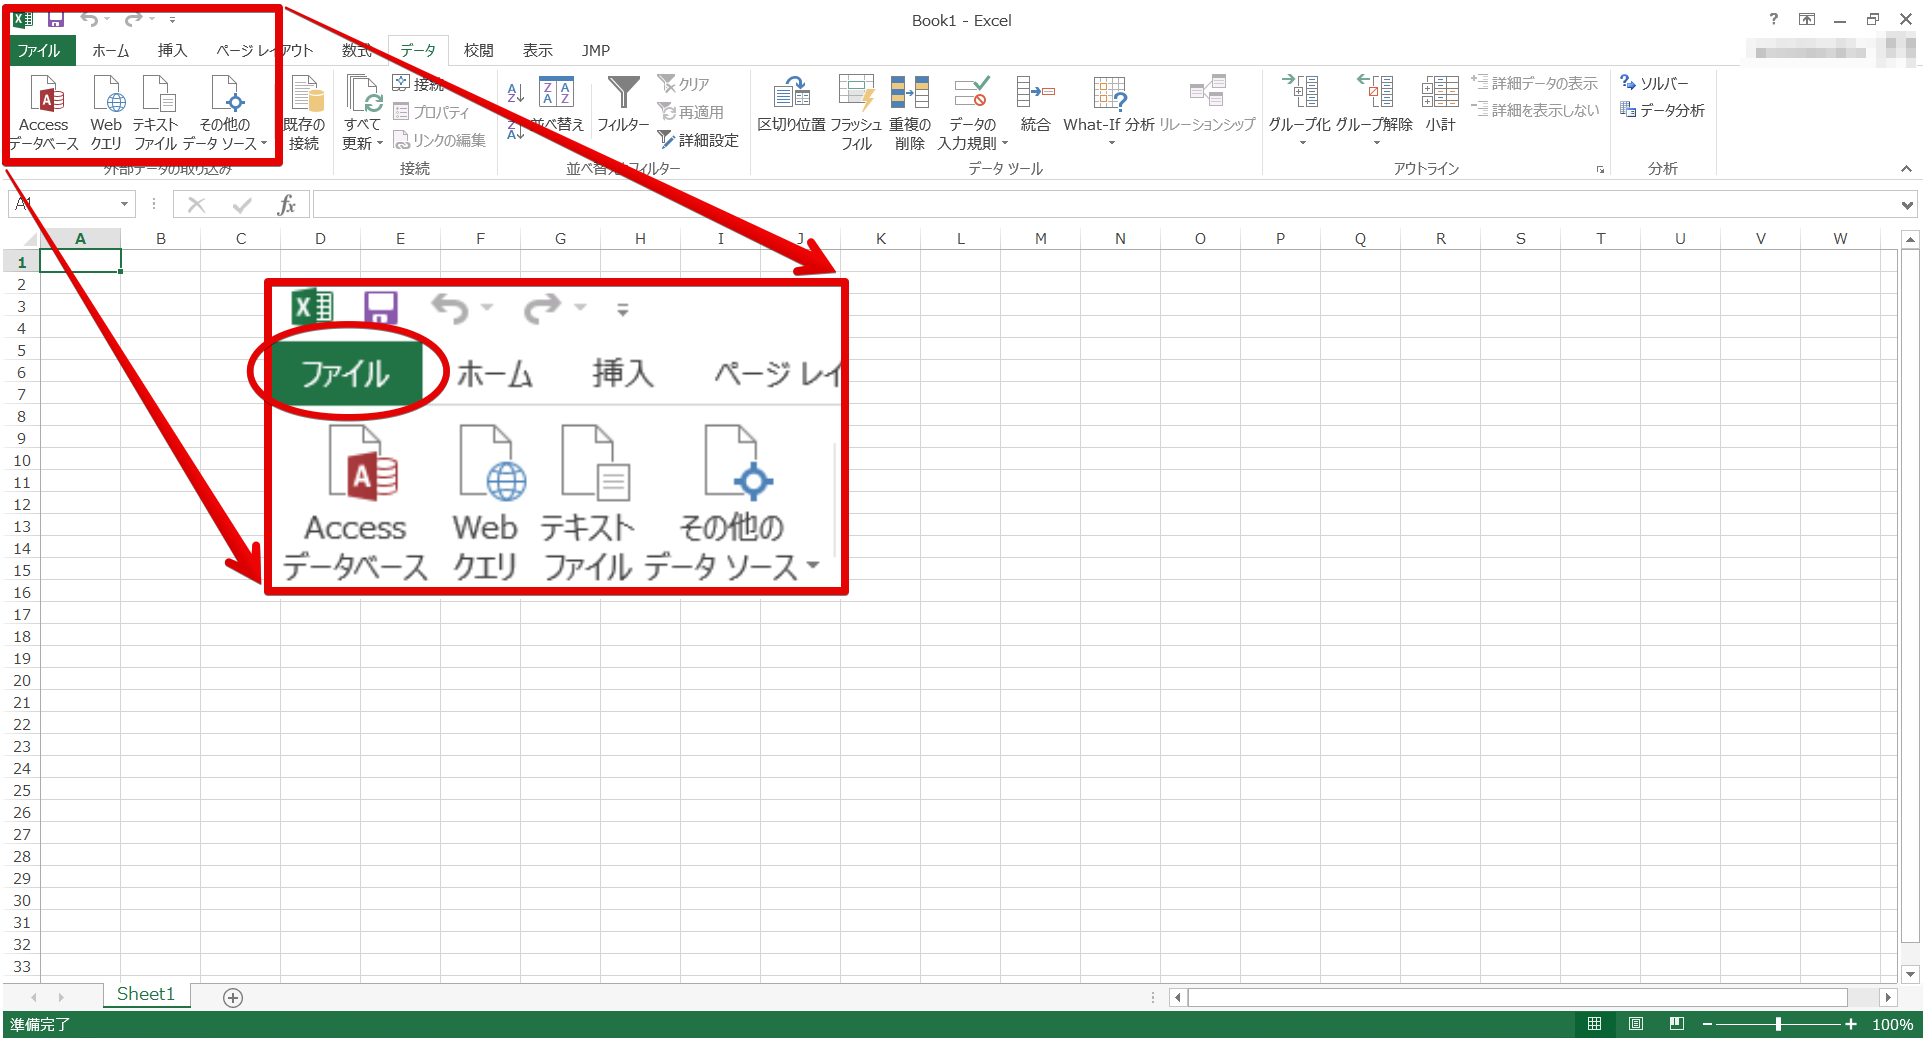 Book1 - Excel
?
ファイル ホーム 挿入 ページ レイアウト 数式 データ 校閲 表示 JMP
Access
データベース
Web
クエリ
テキスト
ファイル
その他の
データ ソース
既存の
接続
外部データの取り込み
すべて
更新
接続
プロパティ
リンクの編集
接続
並べ替え
フィルター
クリア
再適用
詳細設定
並べ替えとフィルター
区切り位置
フラッシュ
フィル
重複の
削除
データの
入力規則
統合
What-If 分析
リレーションシップ
データ ツール
グループ化
グループ解除
小計
詳細データの表示
詳細を表示しない
アウトライン
ソルバー
データ分析
分析
A1
fx
A B C D E F G H I J K L M N O P Q R S T U V W
1
2
3
4
5
6
7
8
9
10
11
12
13
14
15
16
17
18
19
20
21
22
23
24
25
26
27
28
29
30
31
32
33
ファイル ホーム 挿入 ページ レイ
Access
データベース
Web
クエリ
テキスト
ファイル
その他の
データ ソース
Sheet1
準備完了
100%